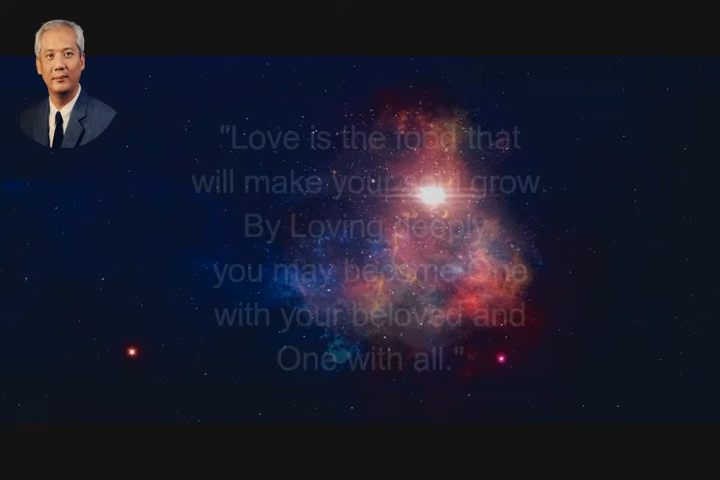 "Love is the food that
will make your soul grow.
By Loving deeply,
you may become One
with your beloved and
One with all."